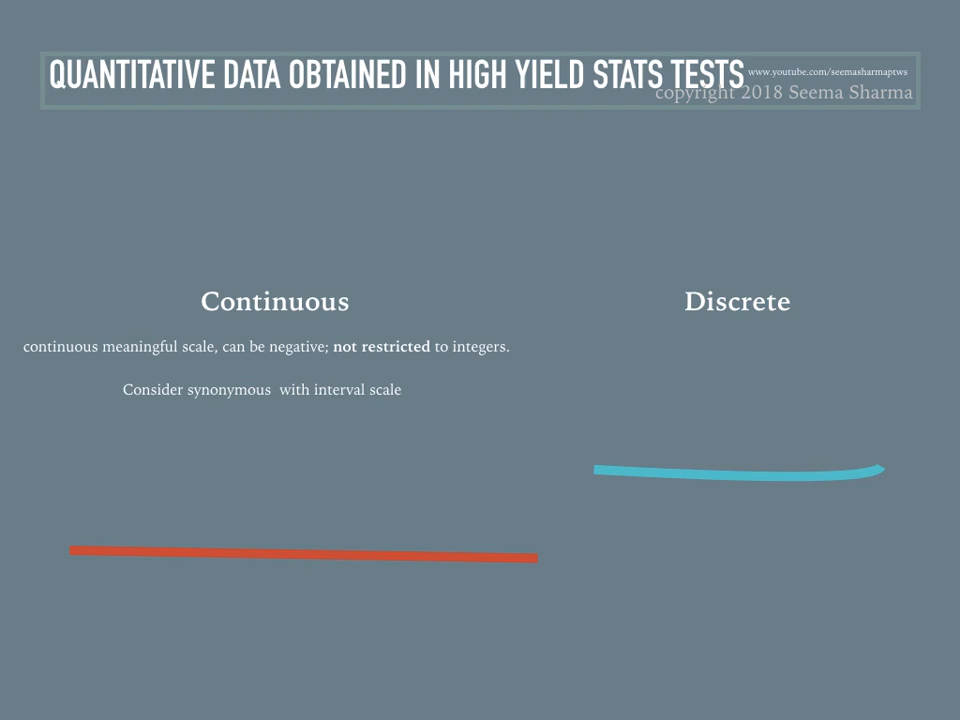 QUANTITATIVE DATA OBTAINED IN HIGH YIELD STATS TESTS
www.youtube.com/seemasharmaptws
copyright 2018 Seema Sharma
Continuous
continuous meaningful scale, can be negative; not restricted to integers.
Consider synonymous with interval scale
Discrete